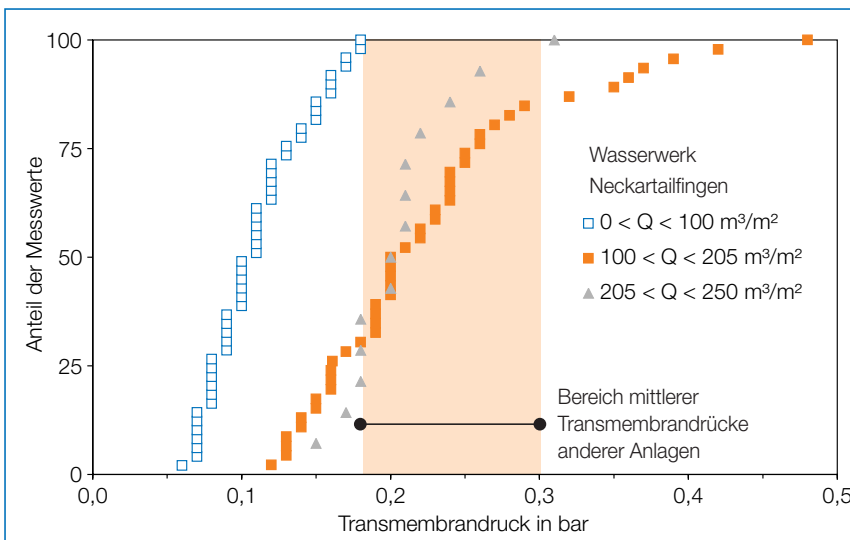 100
75
50
25
0
Anteil der Messwerte
0,0
0,1
0,2
0,3
0,4
0,5
Transmembrandruck in bar
Wasserwerk
Neckartailfingen
0 < Q < 100 m³/m²
100 < Q < 205 m³/m²
205 < Q < 250 m³/m²
Bereich mittlerer
Transmembrandrücke
anderer Anlagen